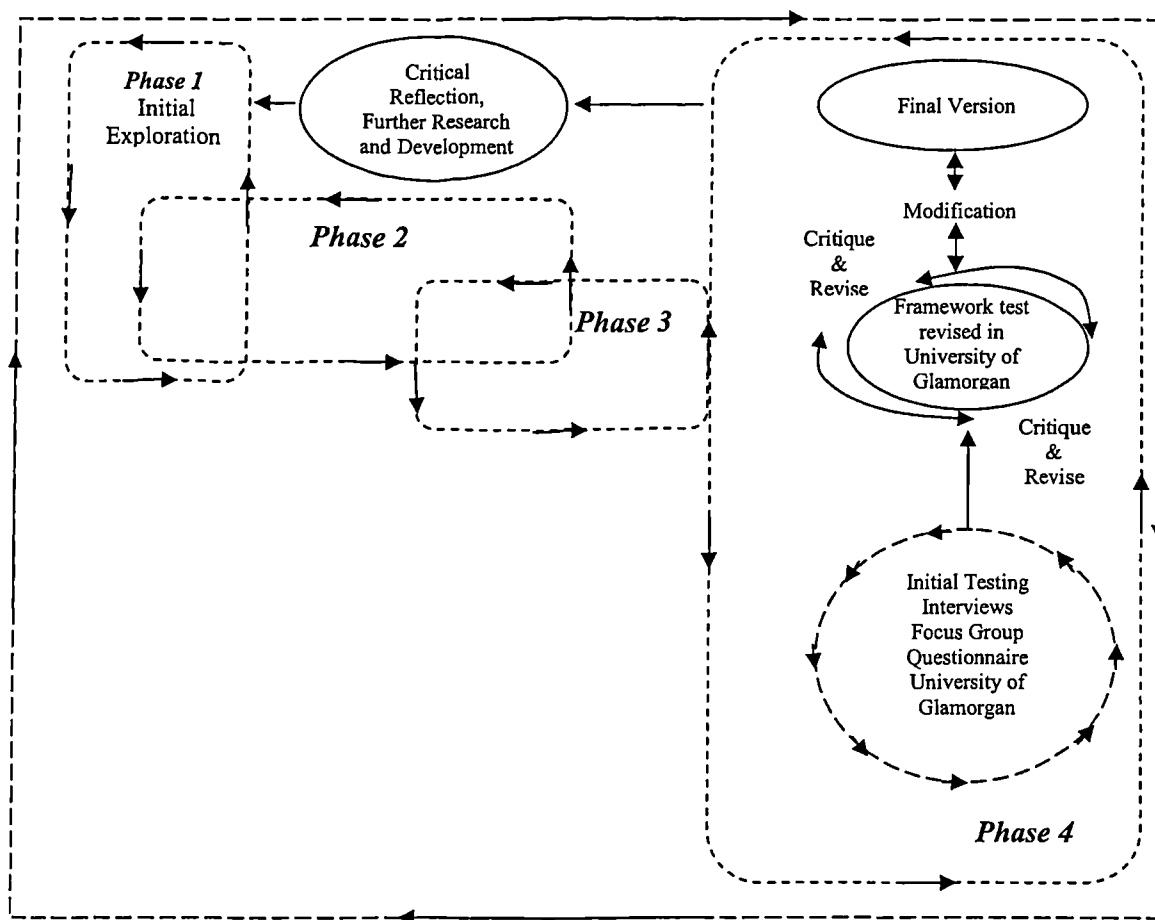 Phase 1
Initial
Exploration
Critical
Reflection,
Further Research
and Development
Final Version
Modification
Critique
&
Revise
Phase 2
Phase 3
Framework test
revised in
University of
Glamorgan
Critique
&
Revise
Initial Testing
Interviews
Focus Group
Questionnaire
University of
Glamorgan
Phase 4